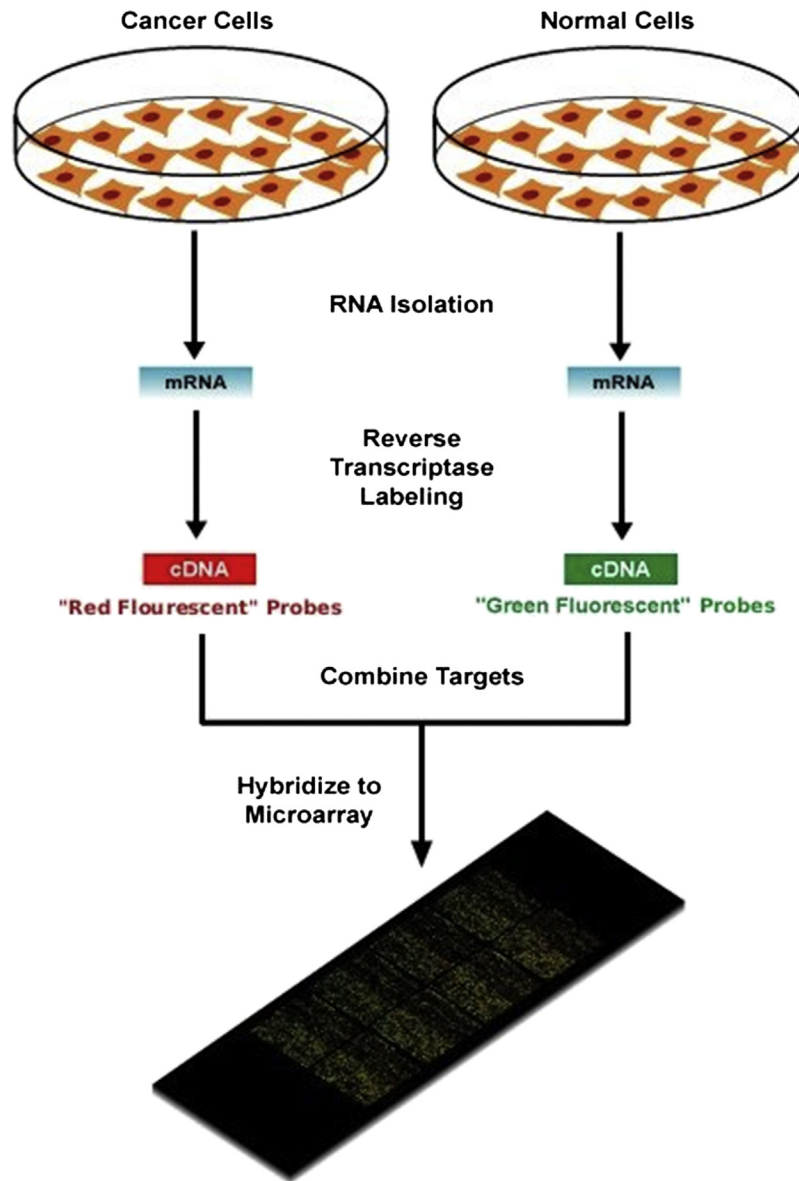 Cancer Cells
Normal Cells
RNA Isolation
mRNA
mRNA
Reverse
Transcriptase
Labeling
cDNA
cDNA
"Red Flourescent" Probes
"Green Fluorescent" Probes
Combine Targets
Hybridize to
Microarray